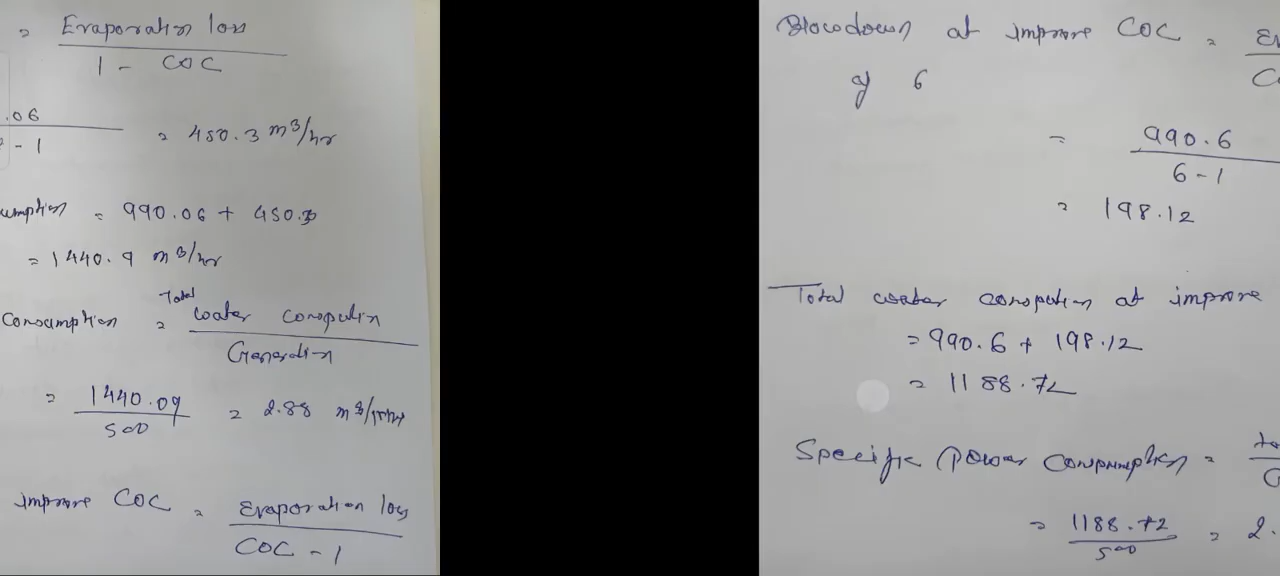 = Evaporation loss
1 - COC
.06
- 1
= 450.3 m3/hr
umption = 990.06 + 450.3
= 1440.9 m3/hr
Consumption = Total water
Generation
= 1440.09 = 2.88
500
improve COC = Evaporation loss
COC - 1
Blowdown at improve COC =
of 6
= 990.6
6 - 1
= 198.12
Total water at improve
= 990.6 + 198.12
= 1188.72
Specific Power Consumption =
= 1188.72 = 2.
500